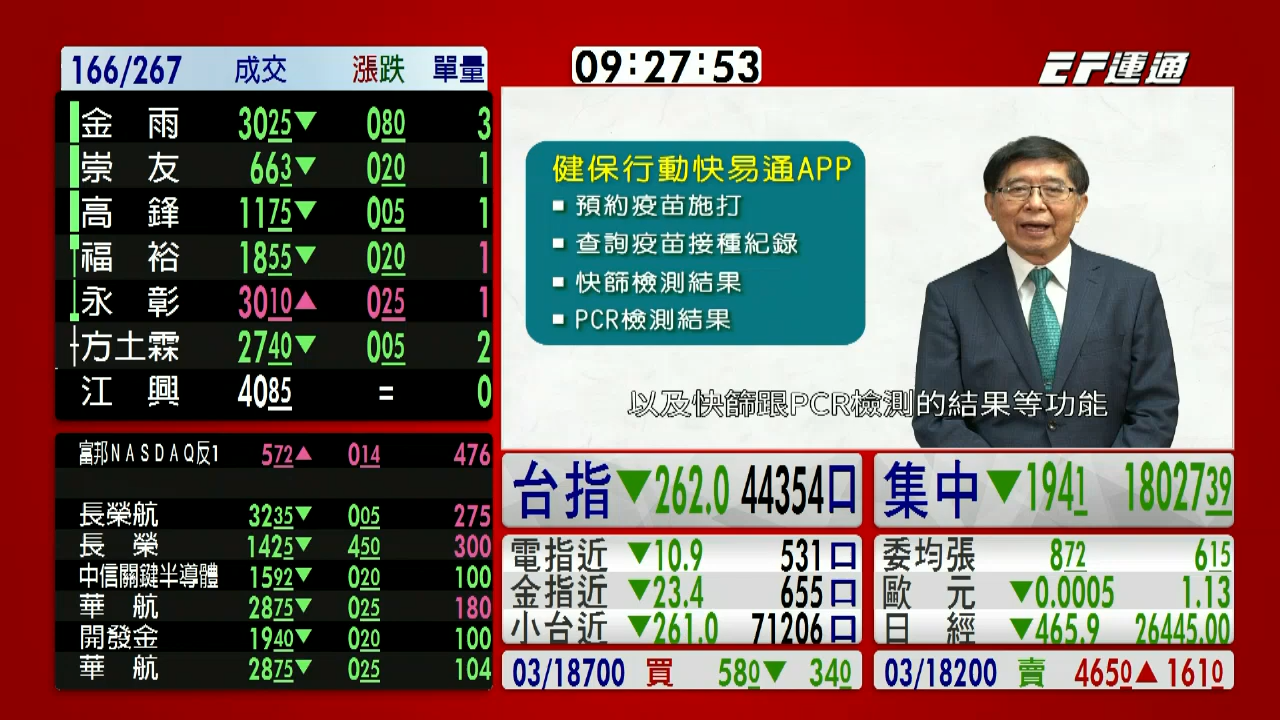 166/267 成交 漲跌 單量
09:27:53
EF運通
金雨 3025▼ 080 3
崇友 663▼ 020 1
高鋒 1175▼ 005 1
福裕 1855▼ 020 1
永彰 3010▲ 025 1
方土霖 2740▼ 005 2
江興 4085 = 0
富邦NASDAQ反1 572▲ 014 476
長榮航 3235▼ 005 275
長榮 1425▼ 450 300
中信關鍵半導體 1592▼ 020 100
華航 2875▼ 025 180
開發金 1940▼ 020 100
華航 2875▼ 025 104
健保行動快易通APP
▪ 預約疫苗施打
▪ 查詢疫苗接種紀錄
▪ 快篩檢測結果
▪ PCR檢測結果
以及快篩跟PCR檢測的結果等功能
台指▼262.0 44354口
電指近 ▼10.9 531口
金指近 ▼23.4 655口
小台近 ▼261.0 71206口
03/18700 買 580▼ 340
集中▼1941 1802739
委均張 872 615
歐元 ▼0.0005 1.13
日經 ▼465.9 26445.00
03/18200 賣 4650▲ 1610